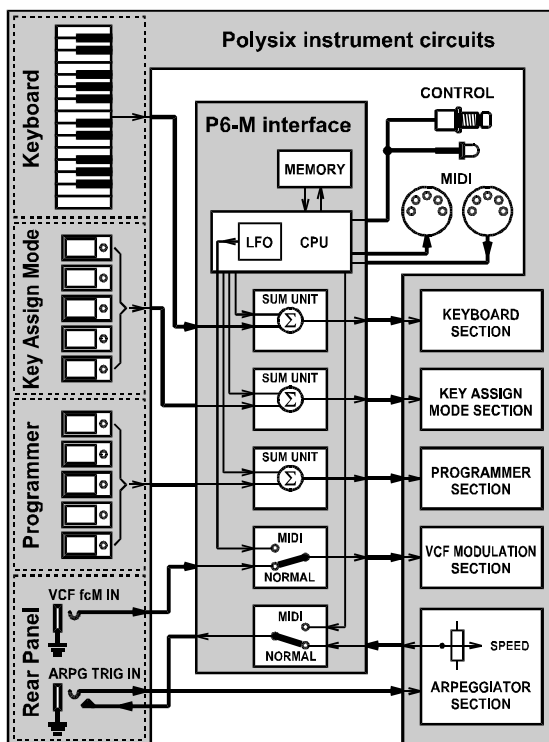 Polysix instrument circuits
Keyboard
Key Assign Mode
Programmer
Rear Panel
P6-M interface
CONTROL
MIDI
MEMORY
LFO
CPU
SUM UNIT
Σ
SUM UNIT
Σ
SUM UNIT
Σ
MIDI
NORMAL
MIDI
NORMAL
KEYBOARD
SECTION
KEY ASSIGN
MODE SECTION
PROGRAMMER
SECTION
VCF MODULATION
SECTION
SPEED
ARPEGGIATOR
SECTION
VCF fcM IN
ARPG TRIG IN